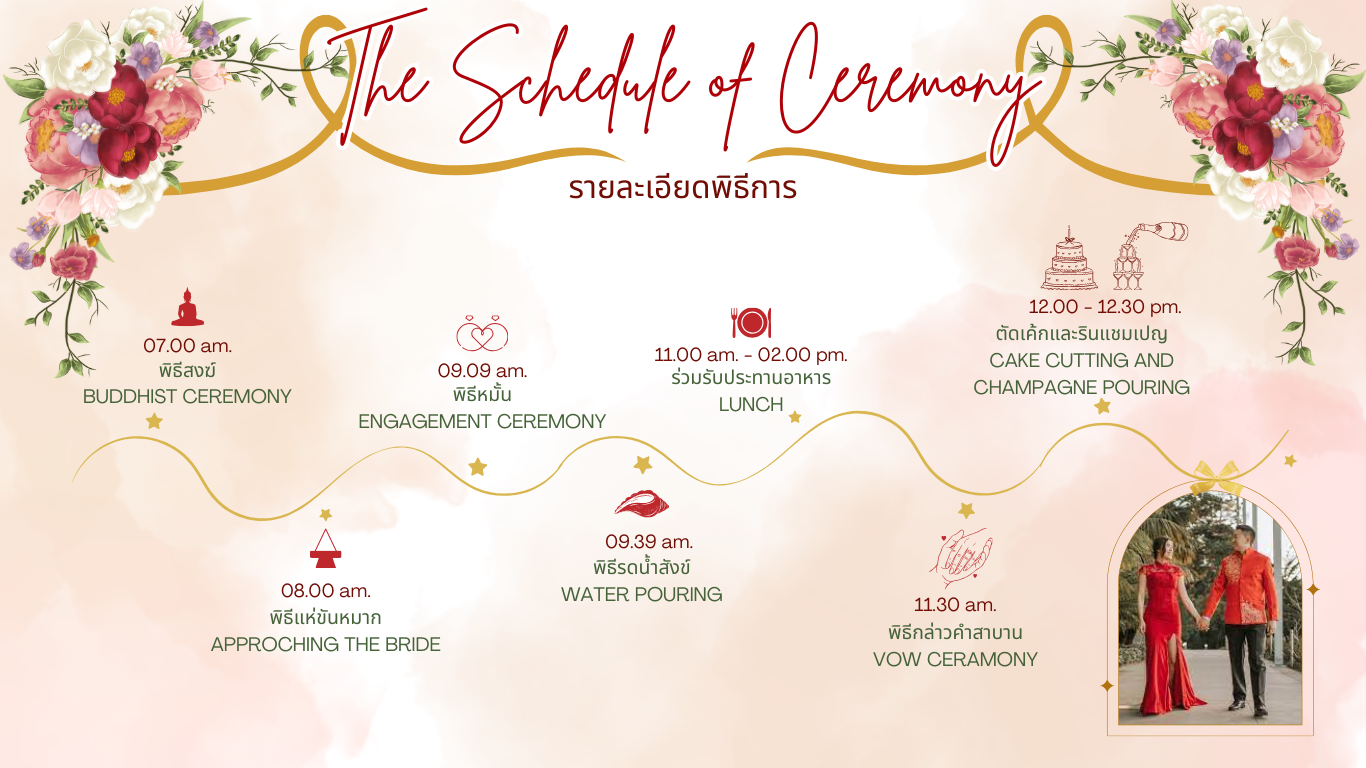 The Schedule of Ceremony
รายละเอียดพิธีการ
07.00 am.
พิธีสงฆ์
BUDDHIST CEREMONY
08.00 am.
พิธีแห่ขันหมาก
APPROCHING THE BRIDE
09.09 am.
พิธีหมั้น
ENGAGEMENT CEREMONY
09.39 am.
พิธีรดน้ำสังข์
WATER POURING
11.00 am. - 02.00 pm.
ร่วมรับประทานอาหาร
LUNCH
11.30 am.
พิธีกล่าวคำสาบาน
VOW CERAMONY
12.00 - 12.30 pm.
ตัดเค้กและรินแชมเปญ
CAKE CUTTING AND
CHAMPAGNE POURING